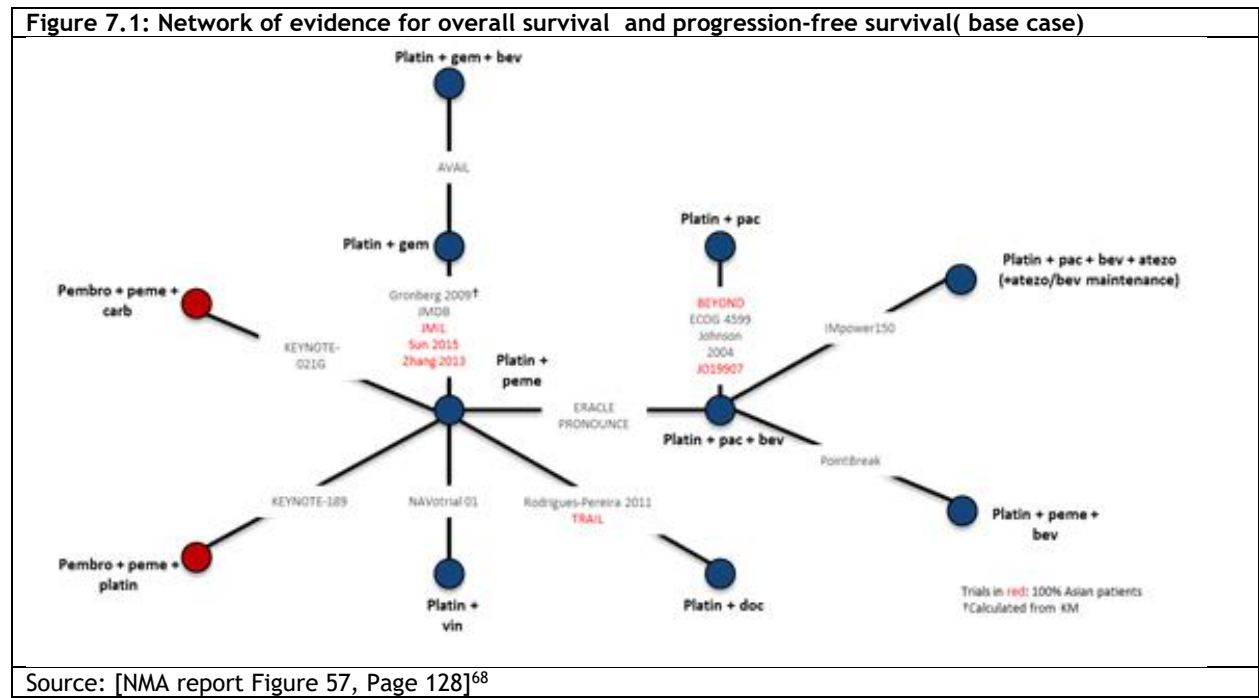 Figure 7.1: Network of evidence for overall survival and progression-free survival( base case)
Platin + gem + bev
AVAiL
Platin + gem
Platin + pac
Pembro + peme +
carb
Gronberg 2009†
JMDB
JMIL
Sun 2015
Zhang 2013
KEYNOTE-
021G
Platin +
peme
BEYOND
ECOG 4599
Johnson
2004
JO19907
Platin + pac + bev + atezo
(+atezo/bev maintenance)
IMpower150
ERACLE
PRONOUNCE
Platin + pac + bev
PointBreak
KEYNOTE-189
NAVotrial 01
Rodrigues-Pereira 2011
TRAIL
Platin + peme +
bev
Pembro + peme +
platin
Platin +
vin
Platin + doc
Trials in red: 100% Asian patients
†Calculated from KM
Source: [NMA report Figure 57, Page 128]68